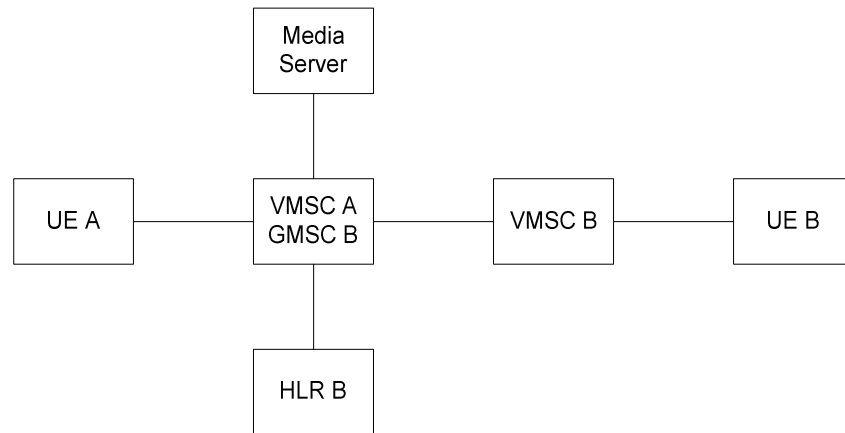 Media
Server
UE A
VMSC A
GMSC B
VMSC B
UE B
HLR B